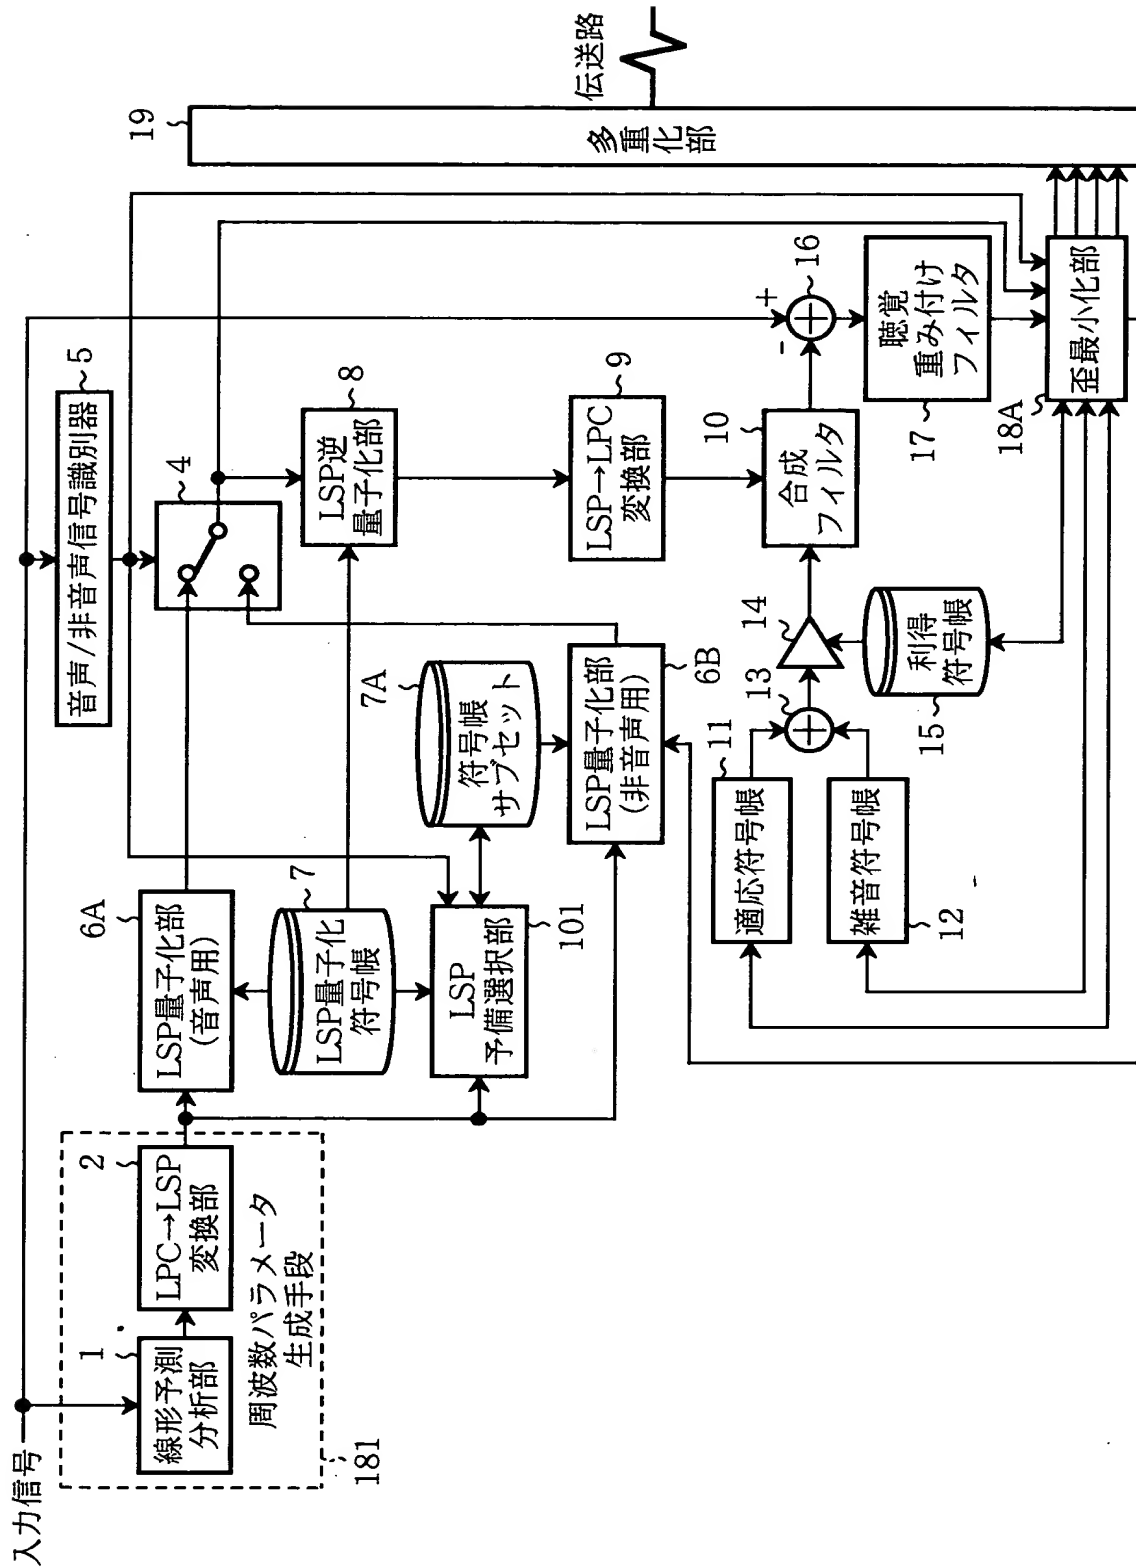 入力信号
1
線形予測
分析部
2
LPC→LSP
変換部
周波数パラメータ
生成手段
181
音声/非音声信号識別器
5
4
6A
LSP量子化部
(音声用)
7
LSP量子化
符号帳
LSP
予備選択部
101
7A
符号帳
サブセット
LSP量子化部
(非音声用)
6B
LSP逆
量子化部
8
LSP→LPC
変換部
9
10
合成
フィルタ
11
適応符号帳
雑音符号帳
12
13
14
利得
符号帳
15
+
-
16
聴覚
重み付け
フィルタ
17
歪最小化部
18A
19
多重化部
伝送路